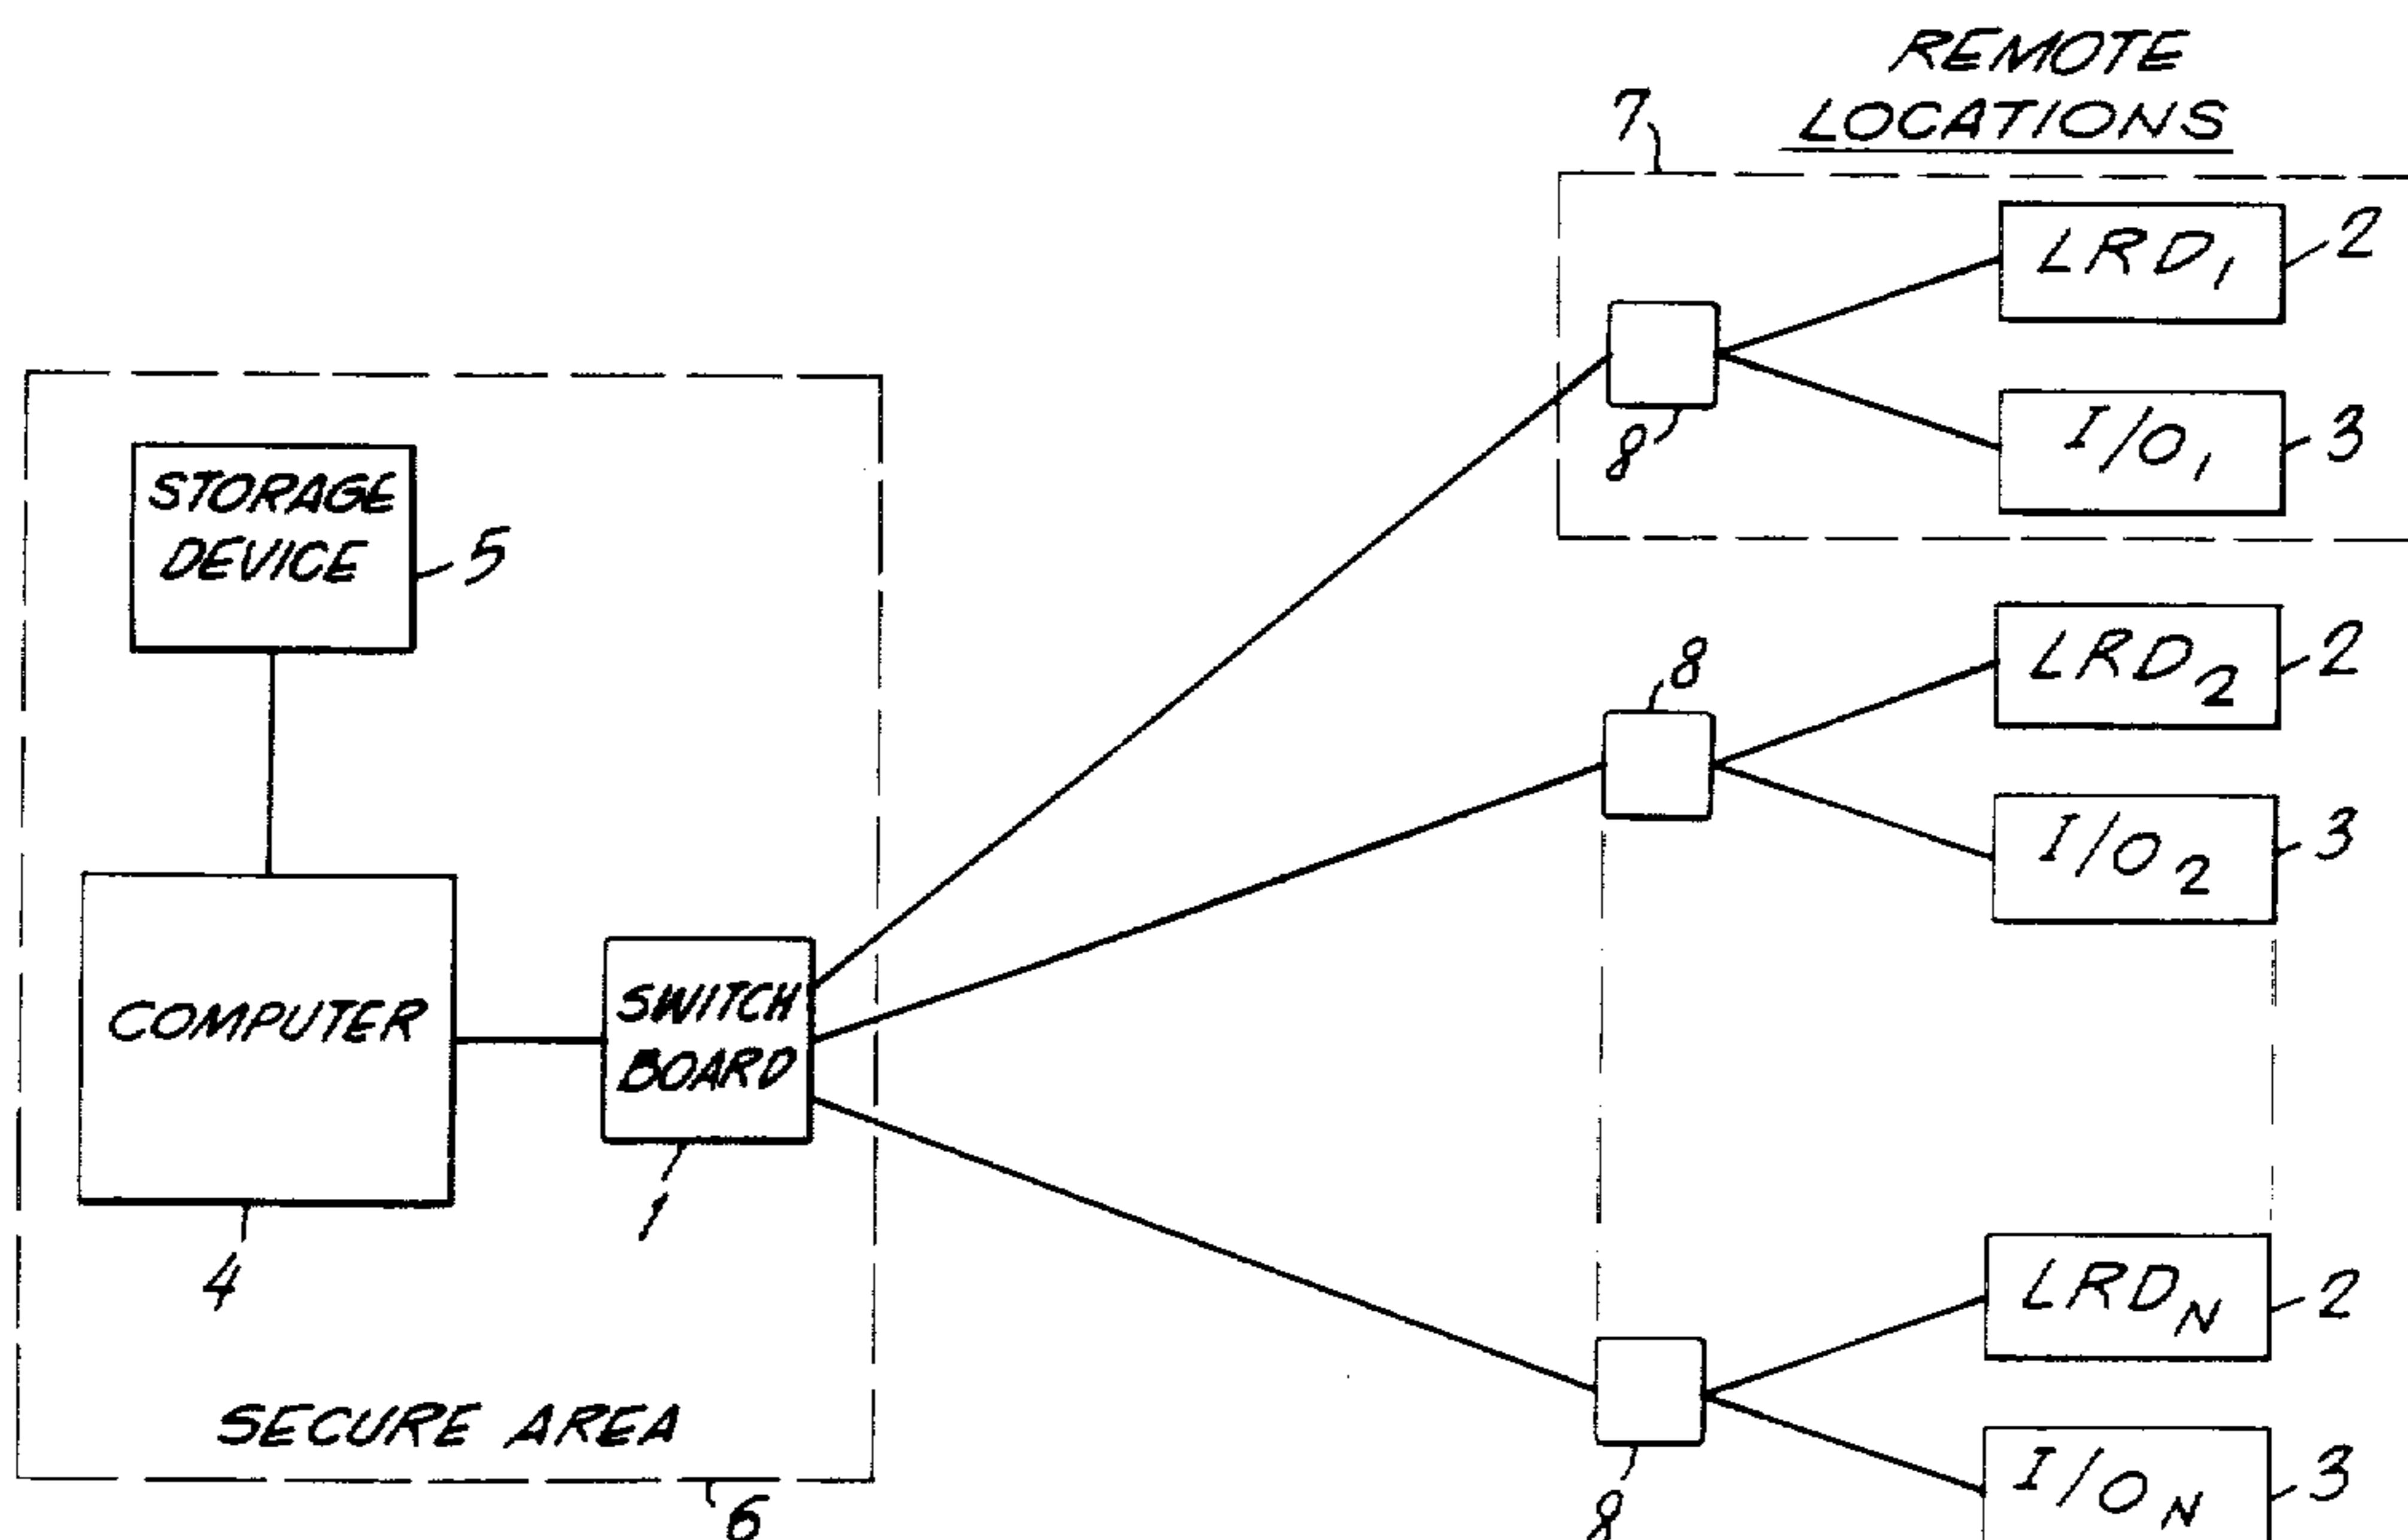 REMOTE
LOCATIONS
7
LRD1
2
8
I/O1
3
STORAGE
DEVICE
5
8
LRD2
2
I/O2
3
COMPUTER
4
SWITCH
BOARD
1
LRDN
2
8
I/ON
3
SECURE AREA
6